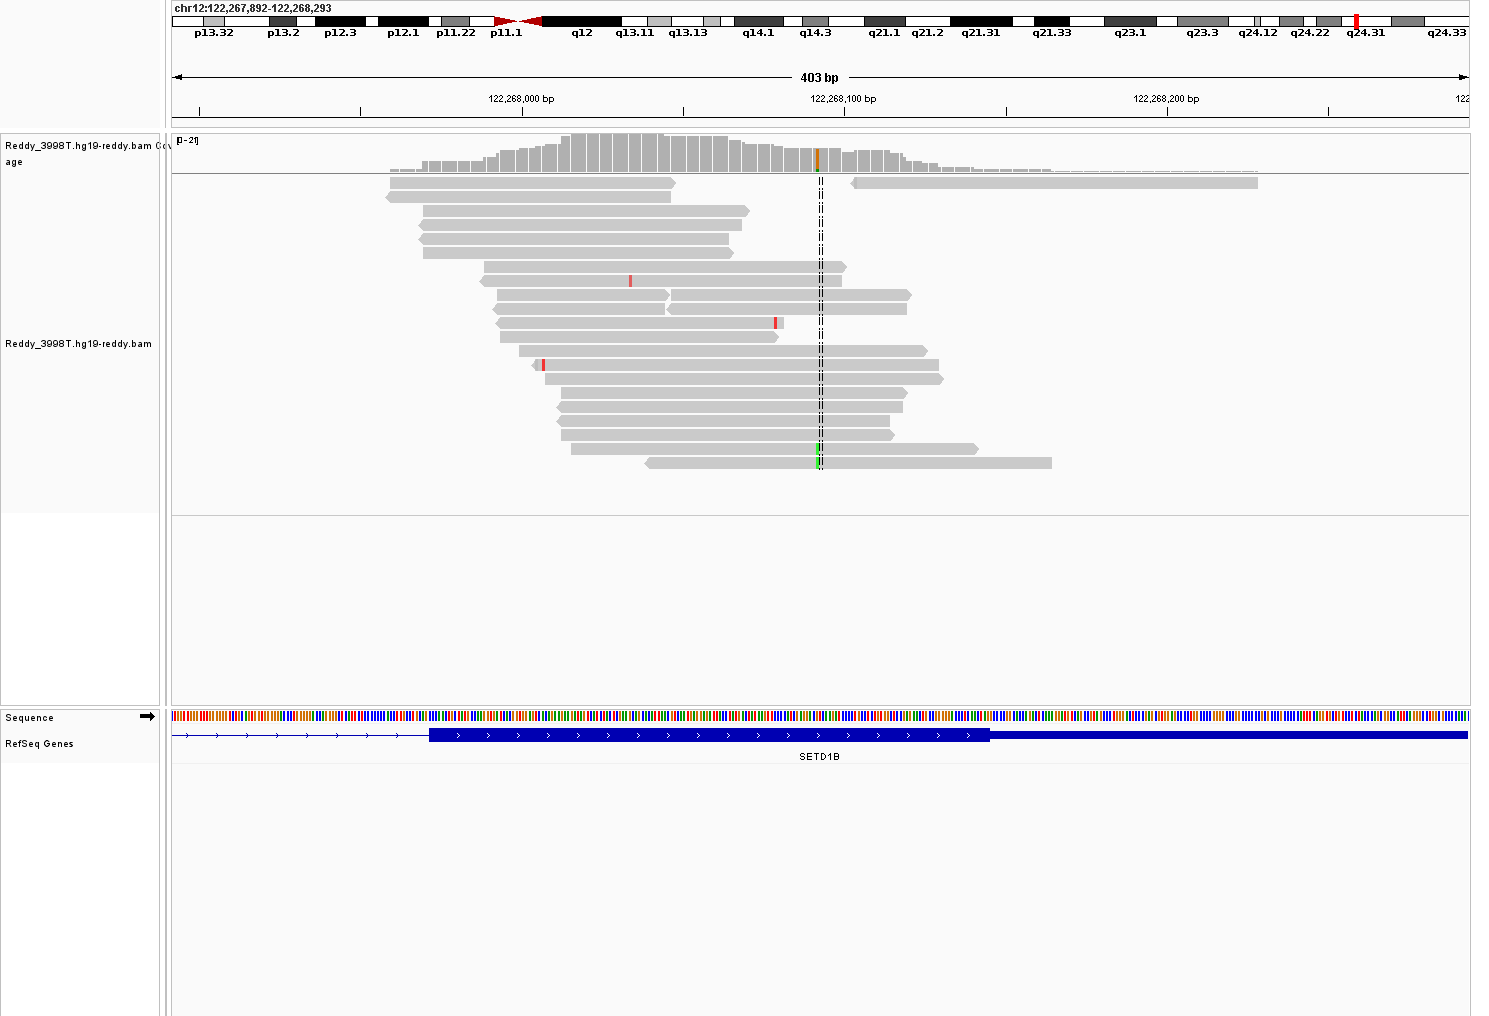 chr12:122,267,892-122,268,293
p13.32 p13.2 p12.3 p12.1 p11.22 p11.1 q12 q13.11 q13.13 q14.1 q14.3 q21.1 q21.2 q21.31 q21.33 q23.1 q23.3 q24.12 q24.22 q24.31 q24.33
403 bp
122,268,000 bp 122,268,100 bp 122,268,200 bp 122
Reddy_3998T.hg19-reddy.bam Cov
age
[0-21]
Reddy_3998T.hg19-reddy.bam
Sequence
RefSeq Genes
SETD1B